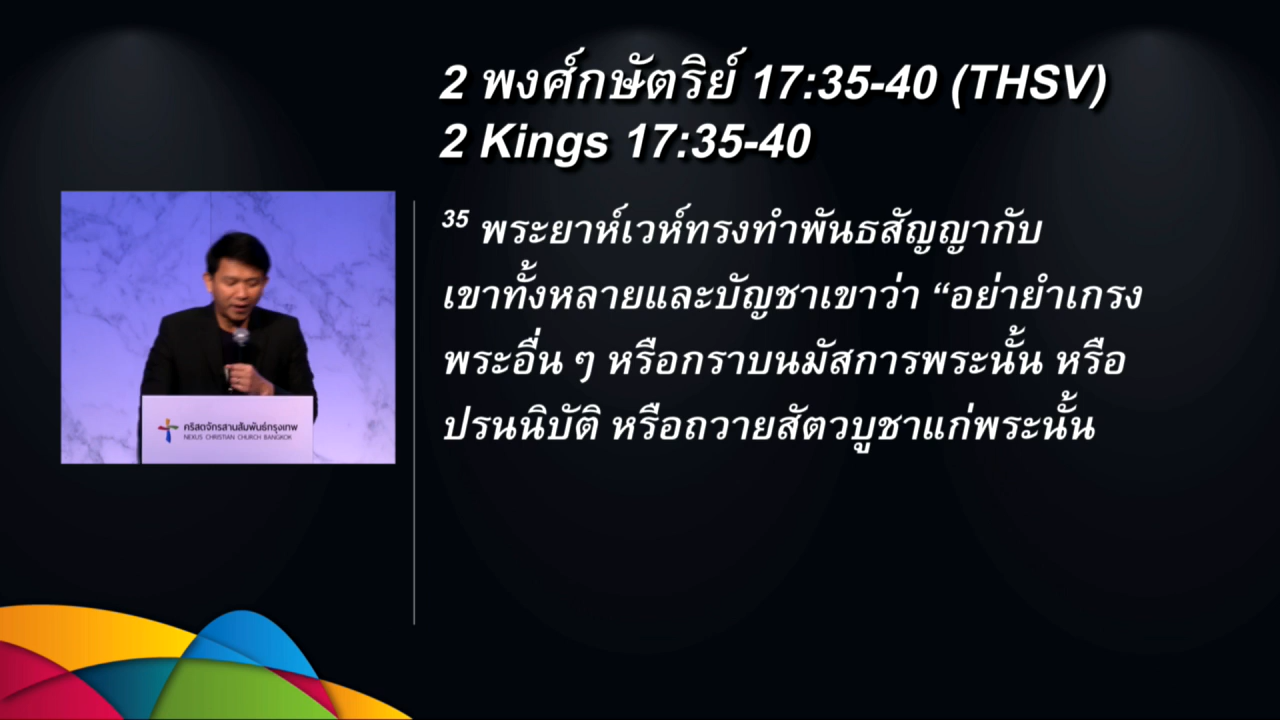 2 พงศ์กษัตริย์ 17:35-40 (THSV)
2 Kings 17:35-40
35 พระยาห์เวห์ทรงทำพันธสัญญากับ
เขาทั้งหลายและบัญชาเขาว่า “อย่ายำเกรง
พระอื่น ๆ หรือกราบนมัสการพระนั้น หรือ
ปรนนิบัติ หรือถวายสัตวบูชาแก่พระนั้น
คริสตจักรสานสัมพันธ์กรุงเทพ
NEXUS CHRISTIAN CHURCH BANGKOK